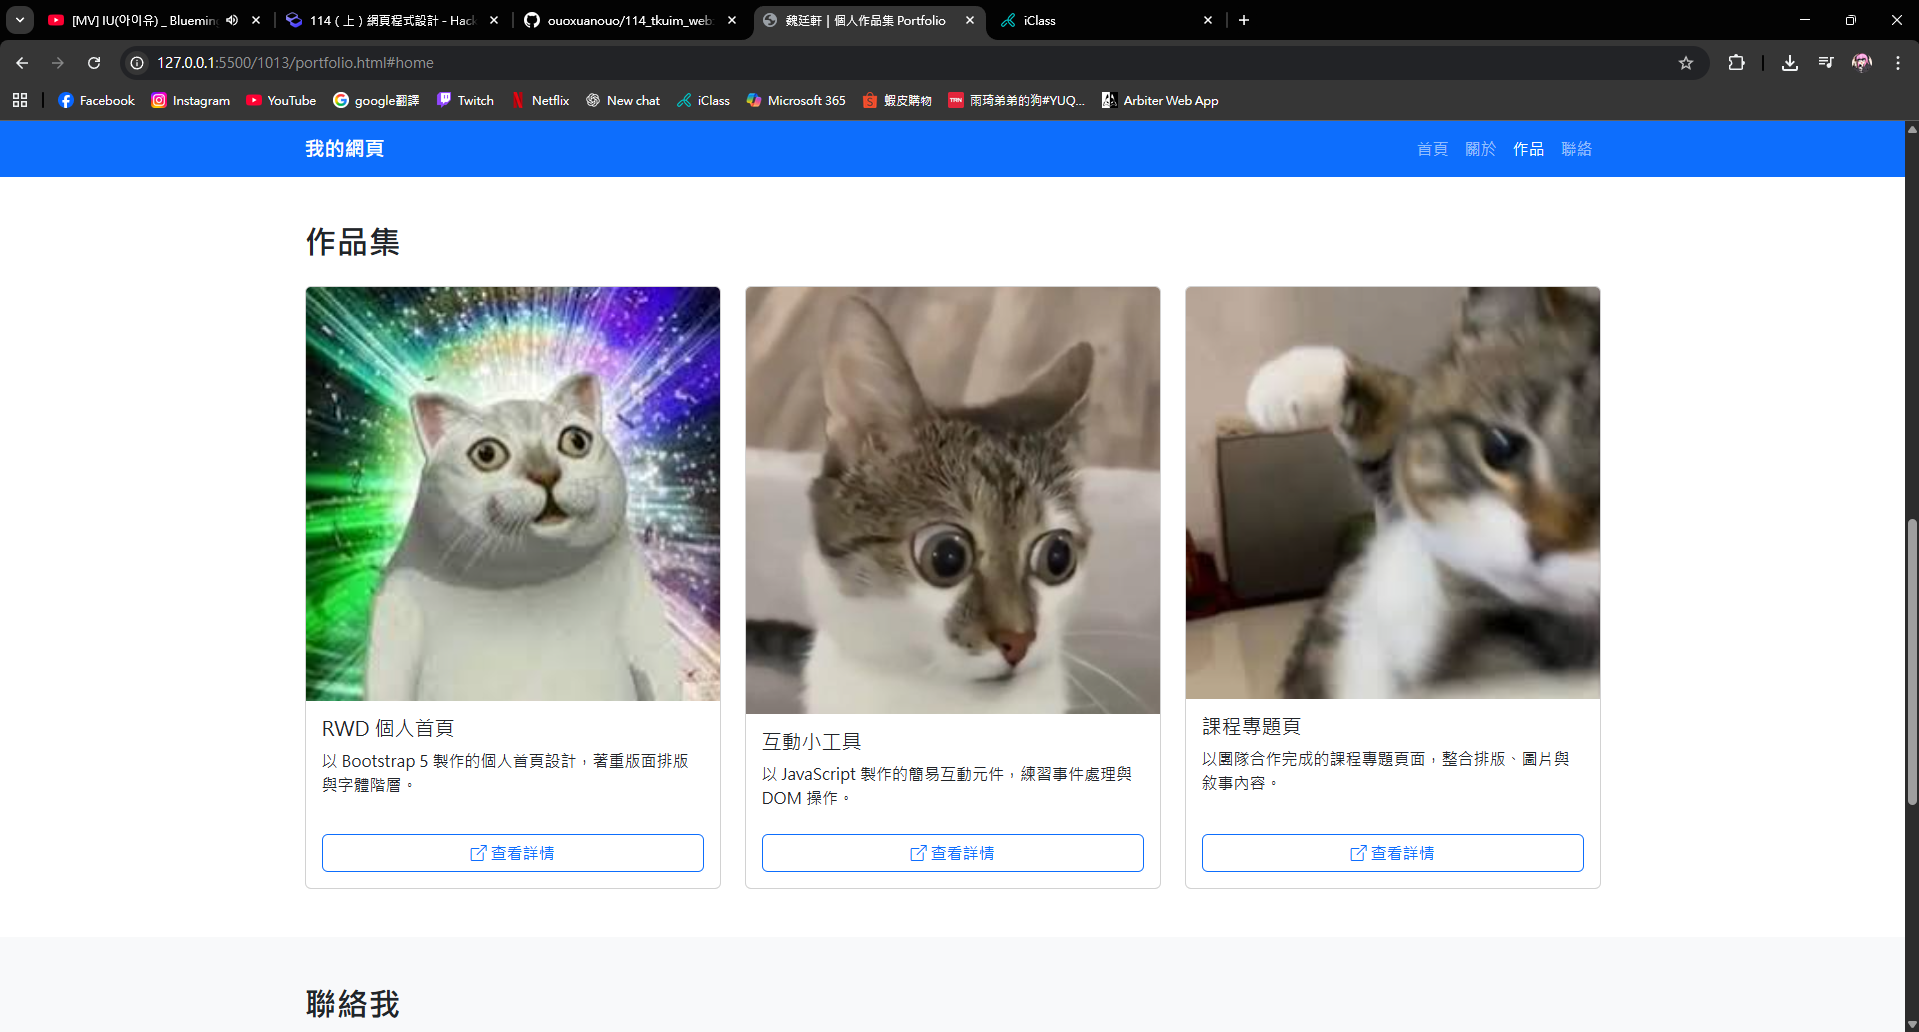 [MV] IU(아이유) _ Blueming
114（上）網頁程式設計 - Hack
ouoxuanouo/114_tkuim_web
魏廷軒｜個人作品集 Portfolio
iClass
127.0.0.1:5500/1013/portfolio.html#home
Facebook
Instagram
YouTube
google翻譯
Twitch
Netflix
New chat
iClass
Microsoft 365
蝦皮購物
TRN
雨琦弟弟的狗#YUQ...
Arbiter Web App
我的網頁
首頁
關於
作品
聯絡
作品集
RWD 個人首頁
以 Bootstrap 5 製作的個人首頁設計，著重版面排版
與字體階層。
查看詳情
互動小工具
以 JavaScript 製作的簡易互動元件，練習事件處理與
DOM 操作。
查看詳情
課程專題頁
以團隊合作完成的課程專題頁面，整合排版、圖片與
敘事內容。
查看詳情
聯絡我